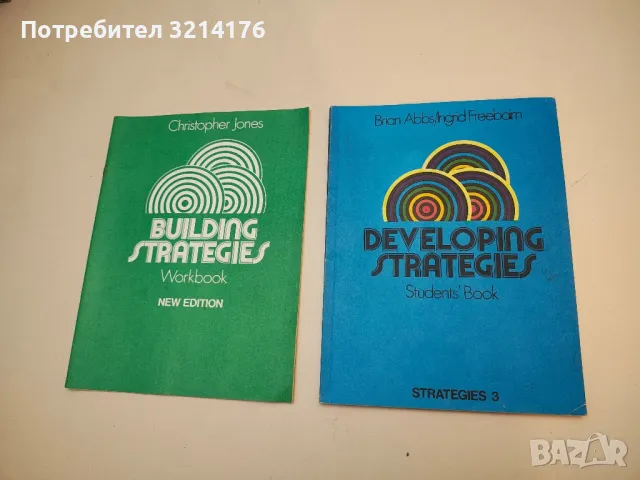 Потребител 3214176
Christopher Jones
BUILDING
STRATEGIES
Workbook
NEW EDITION
Brian Abbs/Ingrid Freebairn
DEVELOPING
STRATEGIES
Students' Book
STRATEGIES 3
BAZAR